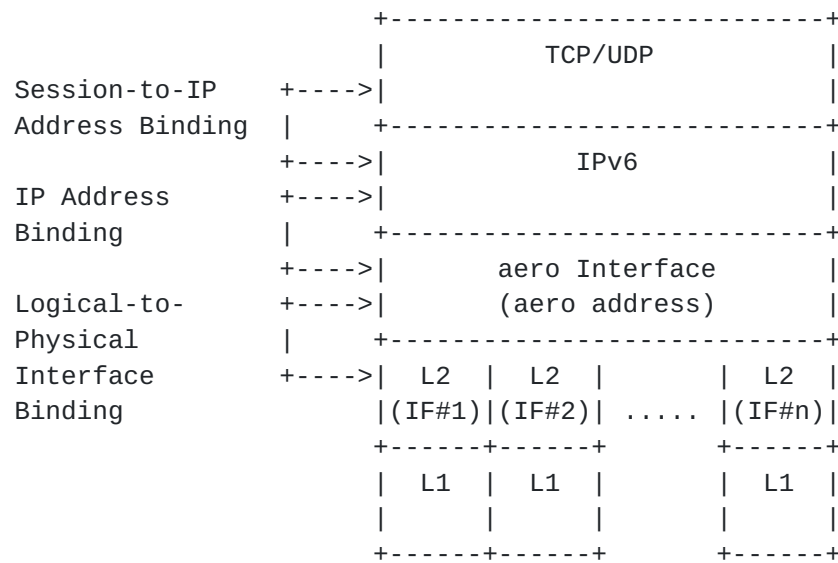 +----------------------------+
                     |          TCP/UDP           |
Session-to-IP  +---->|                            |
Address Binding  |   +----------------------------+
               +---->|            IPv6            |
IP Address     +---->|                            |
Binding          |   +----------------------------+
               +---->|       aero Interface       |
Logical-to-    +---->|       (aero address)       |
Physical         |   +----------------------------+
Interface      +---->|  L2  |  L2  |       |  L2  |
Binding              |(IF#1)|(IF#2)| ..... |(IF#n)|
                     +------+------+       +------+
                     |  L1  |  L1  |       |  L1  |
                     |      |      |       |      |
                     +------+------+       +------+